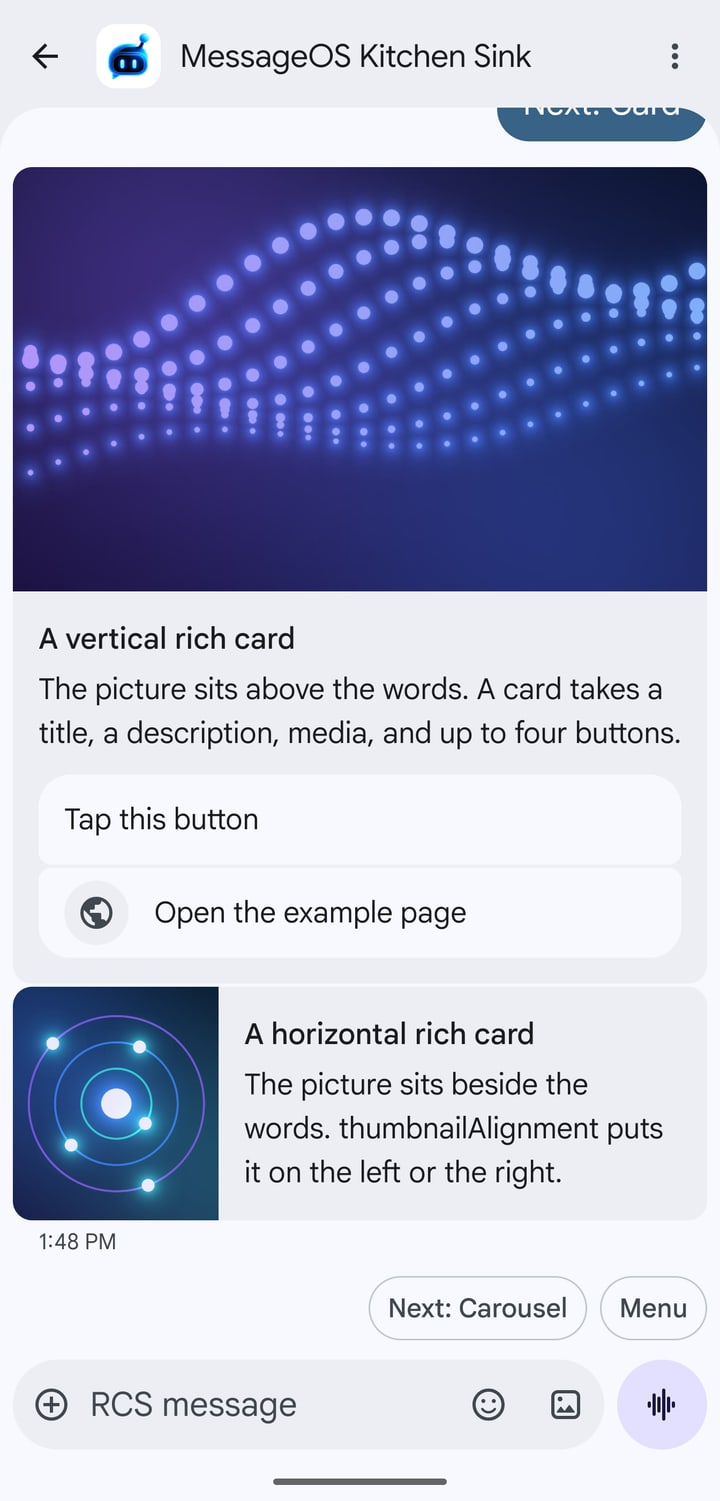 MessageOS Kitchen Sink
Next: Card
A vertical rich card
The picture sits above the words. A card takes a
title, a description, media, and up to four buttons.
Tap this button
Open the example page
A horizontal rich card
The picture sits beside the
words. thumbnailAlignment puts
it on the left or the right.
1:48 PM
Next: Carousel
Menu
RCS message